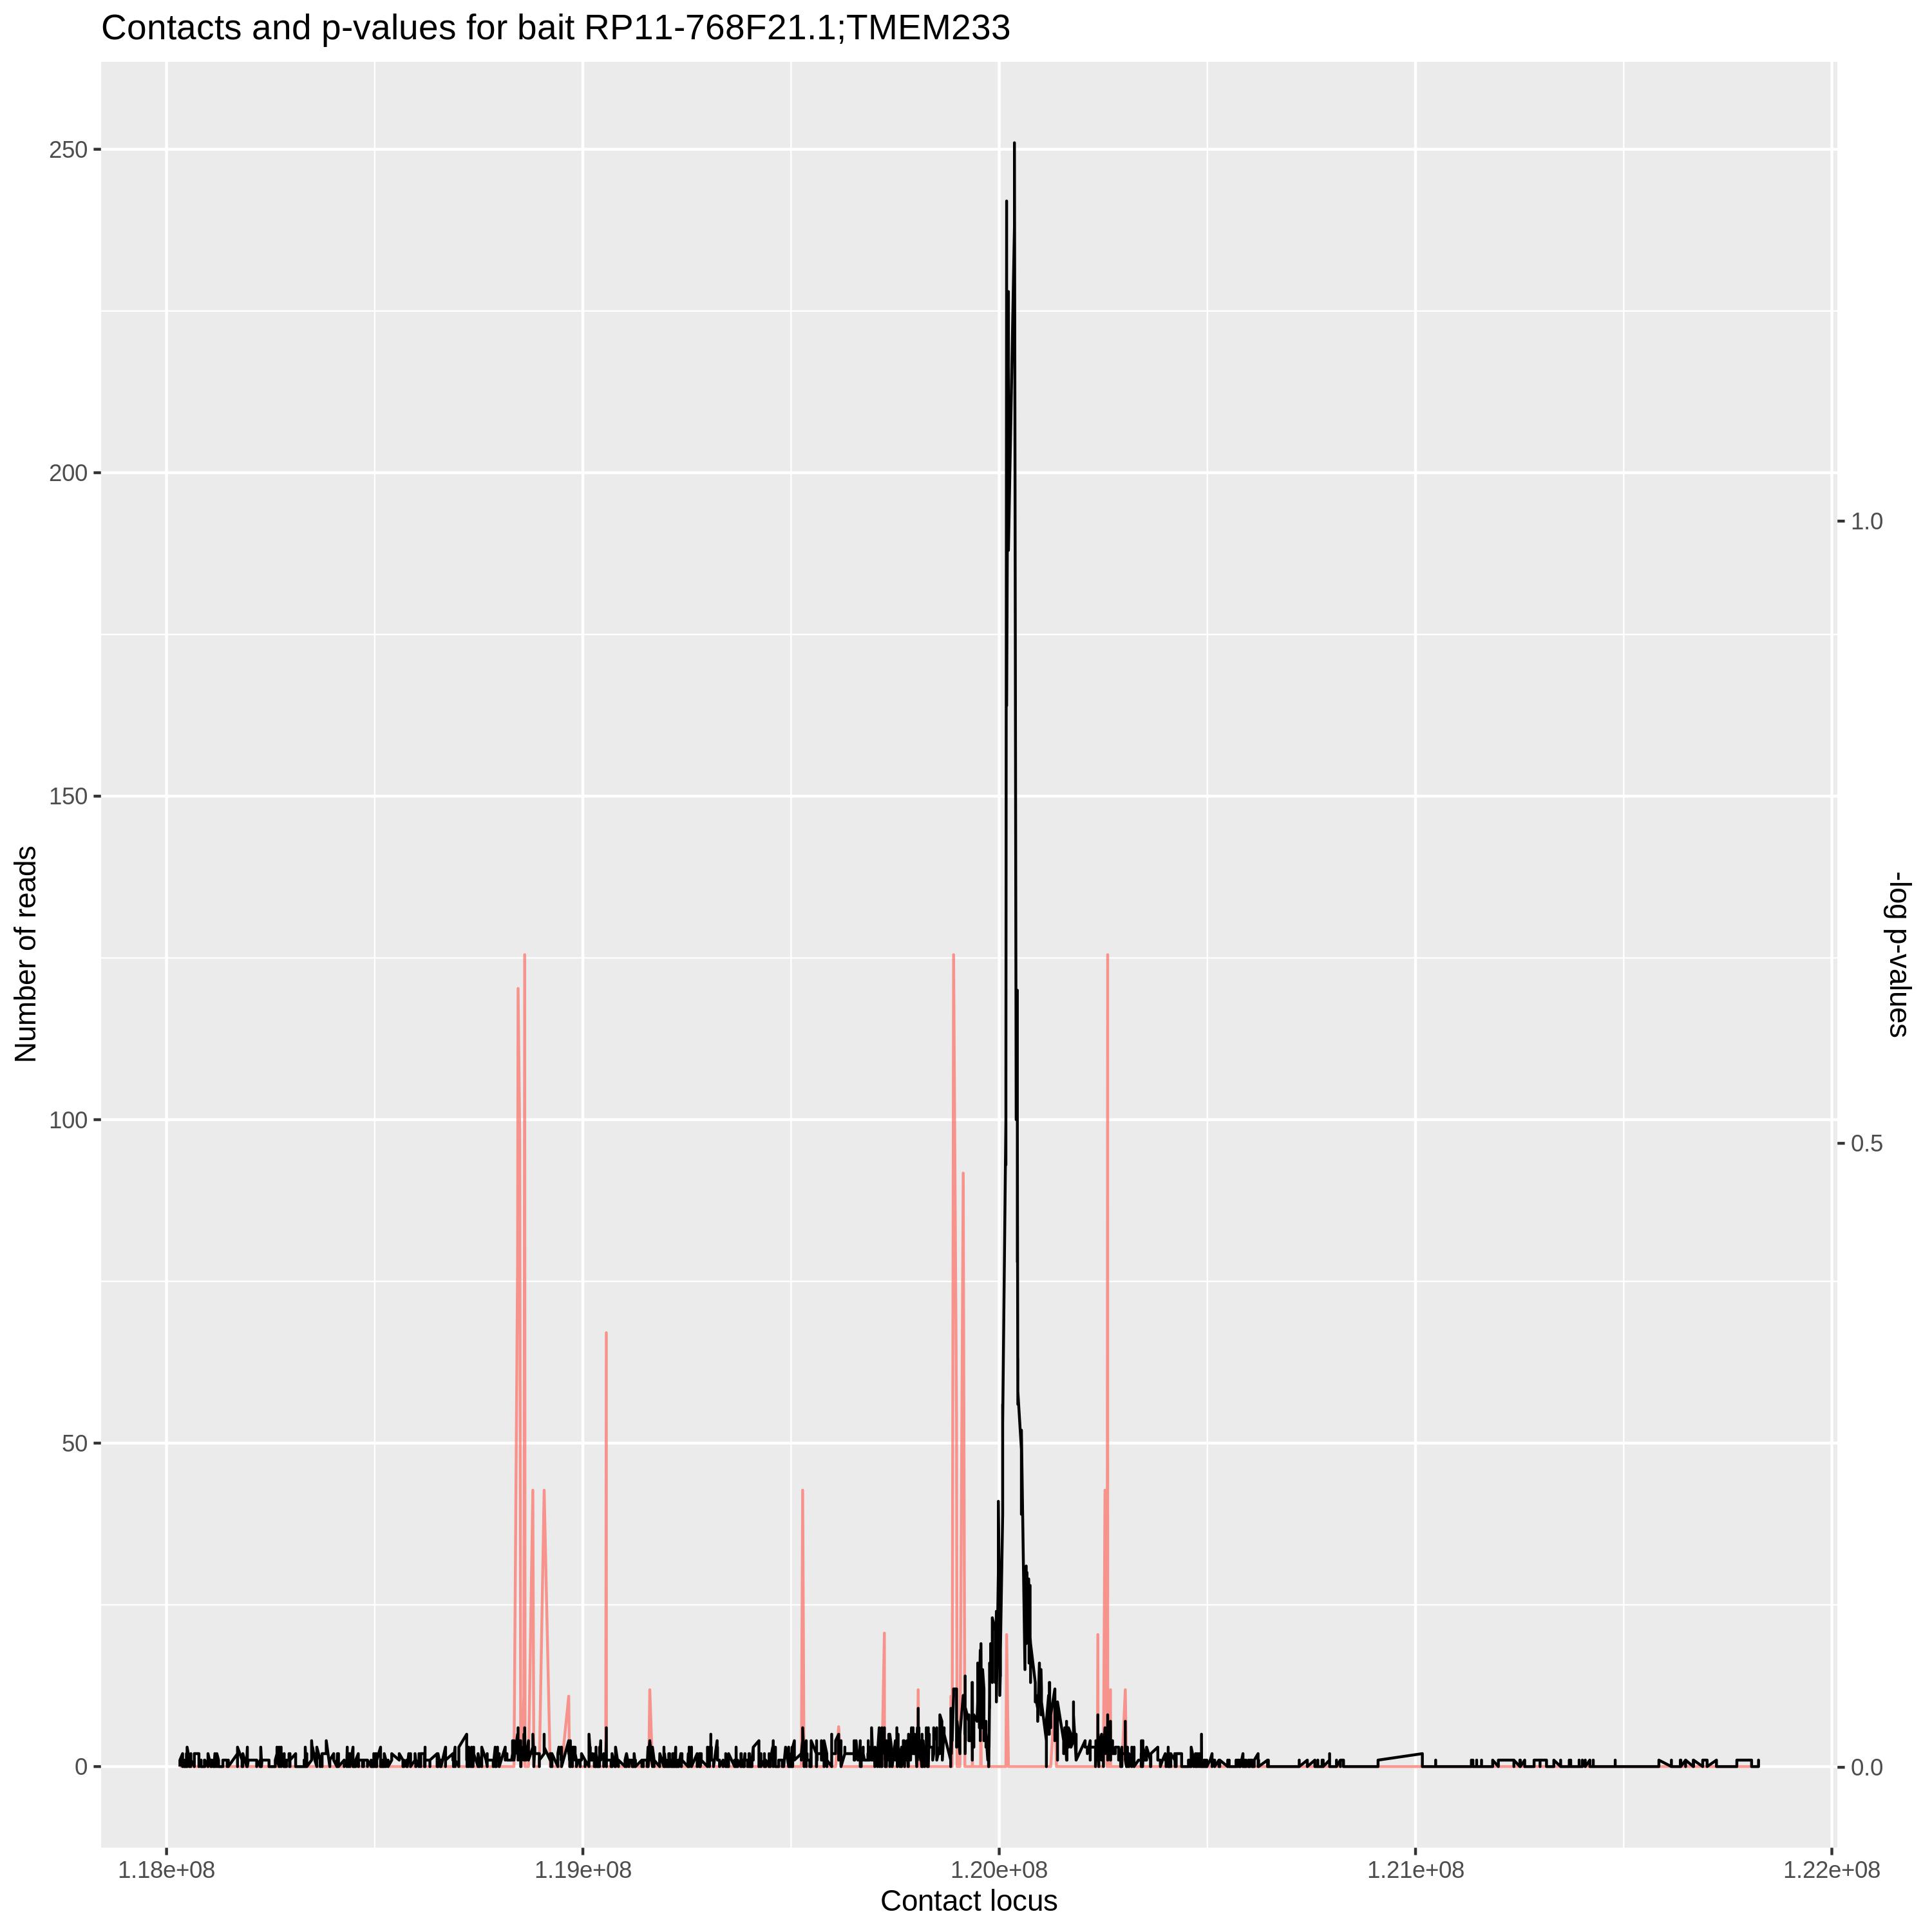 Contacts and p-values for bait RP11-768F21.1;TMEM233
250
200
150
100
50
0
Number of reads
1.0
0.5
0.0
-log p-values
1.18e+08 1.19e+08 1.20e+08 1.21e+08 1.22e+08
Contact locus